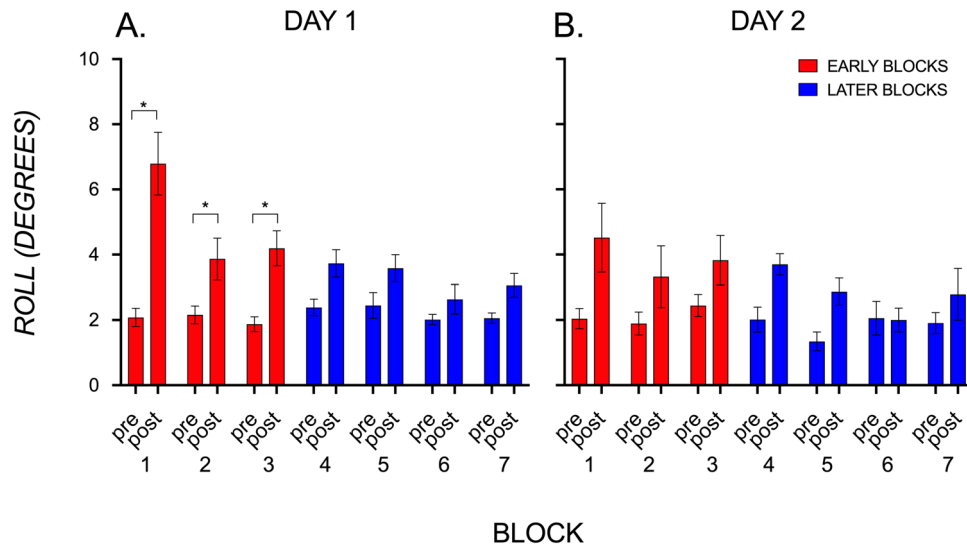 A.
DAY 1
B.
DAY 2
ROLL (DEGREES)
10
8
6
4
2
0
*
*
*
EARLY BLOCKS
LATER BLOCKS
pre post pre post pre post pre post pre post pre post pre post
1 2 3 4 5 6 7
pre post pre post pre post pre post pre post pre post pre post
1 2 3 4 5 6 7
BLOCK